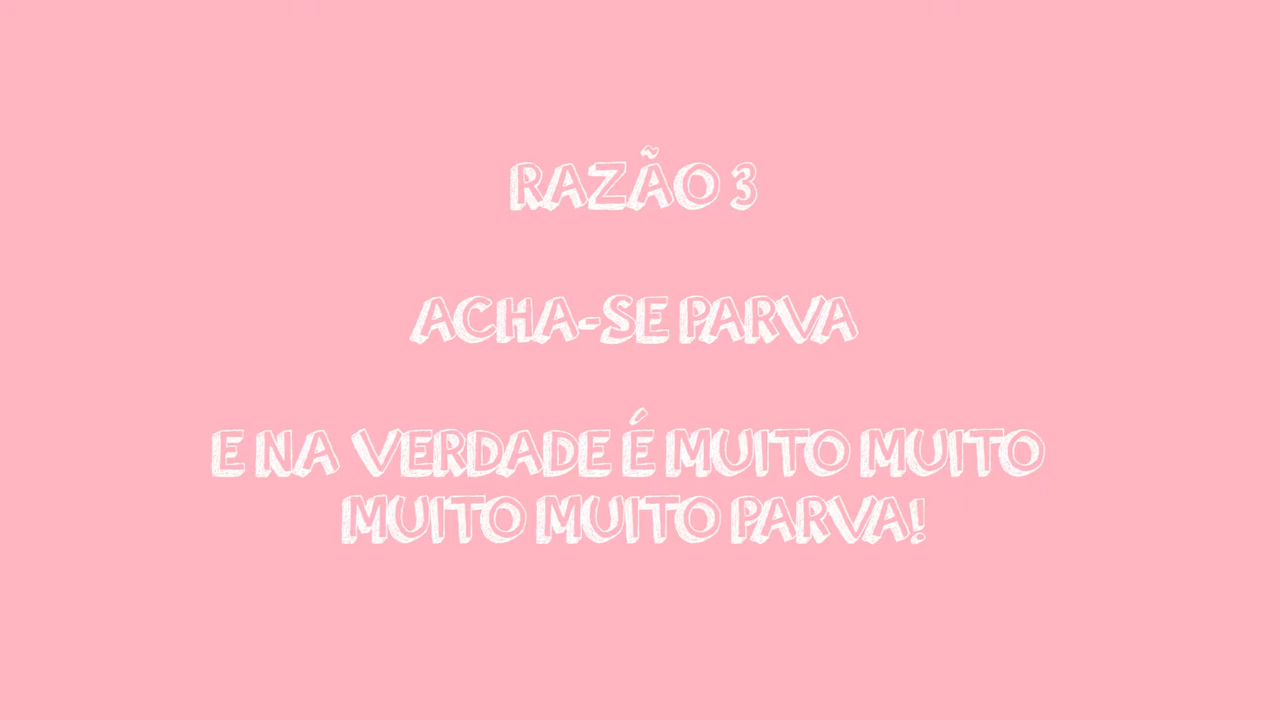 RAZÃO 3
ACHA-SE PARVA
E NA VERDADE É MUITO MUITO
MUITO MUITO PARVA!